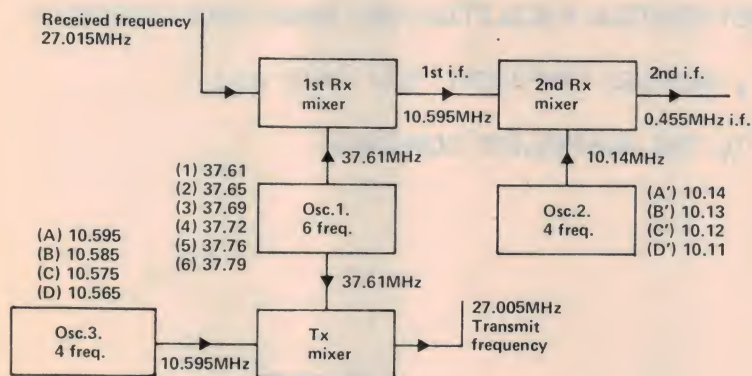 Received frequency
27.015MHz
1st Rx
mixer
1st i.f.
10.595MHz
2nd Rx
mixer
2nd i.f.
0.455MHz i.f.
37.61MHz
10.14MHz
(1) 37.61
(2) 37.65
(3) 37.69
(4) 37.72
(5) 37.76
(6) 37.79
Osc.1.
6 freq.
Osc.2.
4 freq.
(A') 10.14
(B') 10.13
(C') 10.12
(D') 10.11
(A) 10.595
(B) 10.585
(C) 10.575
(D) 10.565
37.61MHz
Osc.3.
4 freq.
10.595MHz
Tx
mixer
27.005MHz
Transmit
frequency